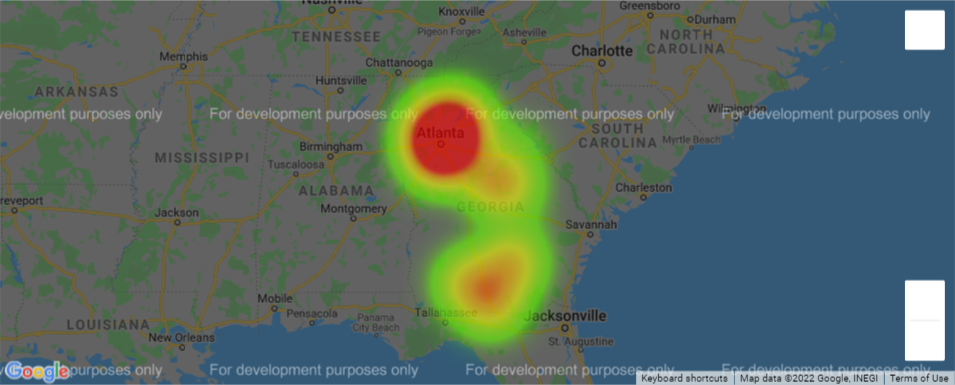 Nashville
Knoxville
Greensboro
Durham
TENNESSEE
Pigeon Forge
Asheville
NORTH
CAROLINA
Charlotte
Memphis
Chattanooga
Huntsville
ARKANSAS
velopment purposes only
For development purposes only
For development purposes only
For development purposes only
Wilmington
Atlanta
SOUTH
CAROLINA
Myrtle Beach
Birmingham
MISSISSIPPI
Tuscaloosa
ALABAMA
Charleston
reveport
Jackson
Montgomery
GEORGIA
Savannah
Mobile
Pensacola
Panama
City Beach
Tallahassee
Jacksonville
LOUISIANA
New Orleans
St. Augustine
Google
velopment purposes only
For development purposes only
For development purposes only
For development purposes only
Keyboard shortcuts
Map data ©2022 Google, INEGI
Terms of Use